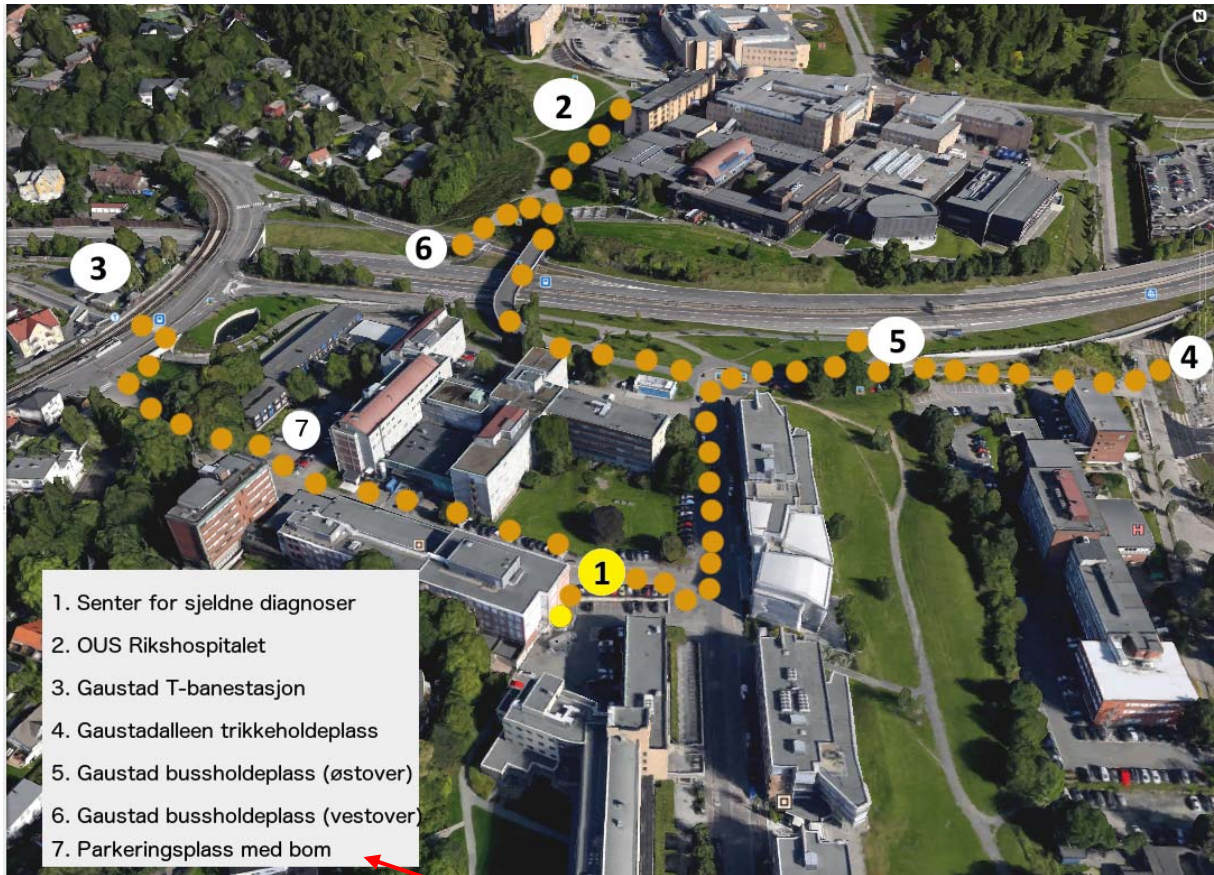 N
2
6
3
5
4
7
H
1
1. Senter for sjeldne diagnoser
2. OUS Rikshospitalet
3. Gaustad T-banestasjon
4. Gaustadalleen trikkeholdeplass
5. Gaustad bussholdeplass (østover)
6. Gaustad bussholdeplass (vestover)
7. Parkeringsplass med bom